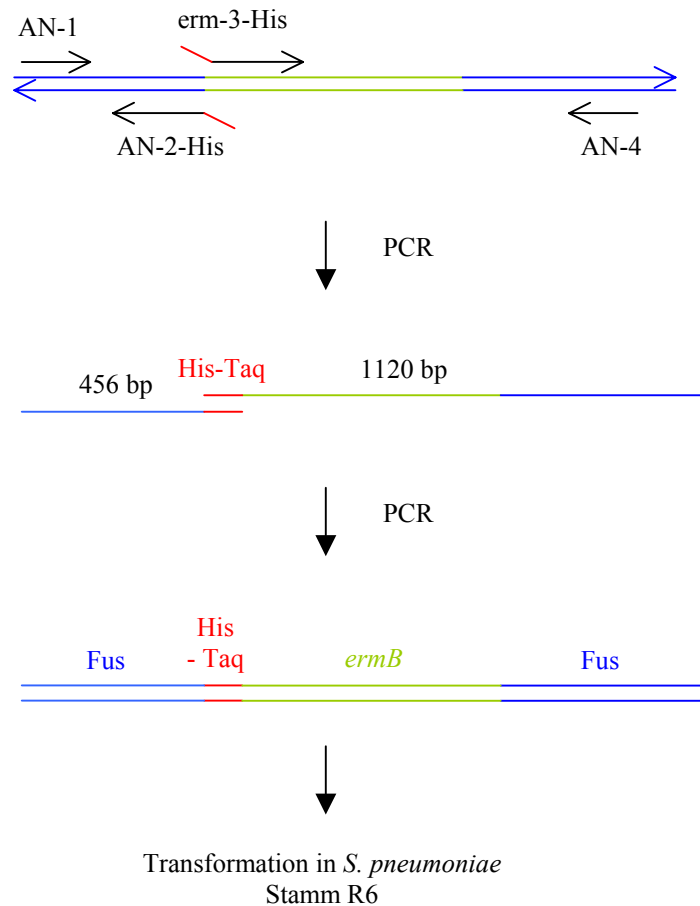 AN-1
erm-3-His
AN-2-His
AN-4
PCR
456 bp
His-Taq
1120 bp
PCR
Fus
His
- Taq
ermB
Fus
Transformation in S. pneumoniae
Stamm R6